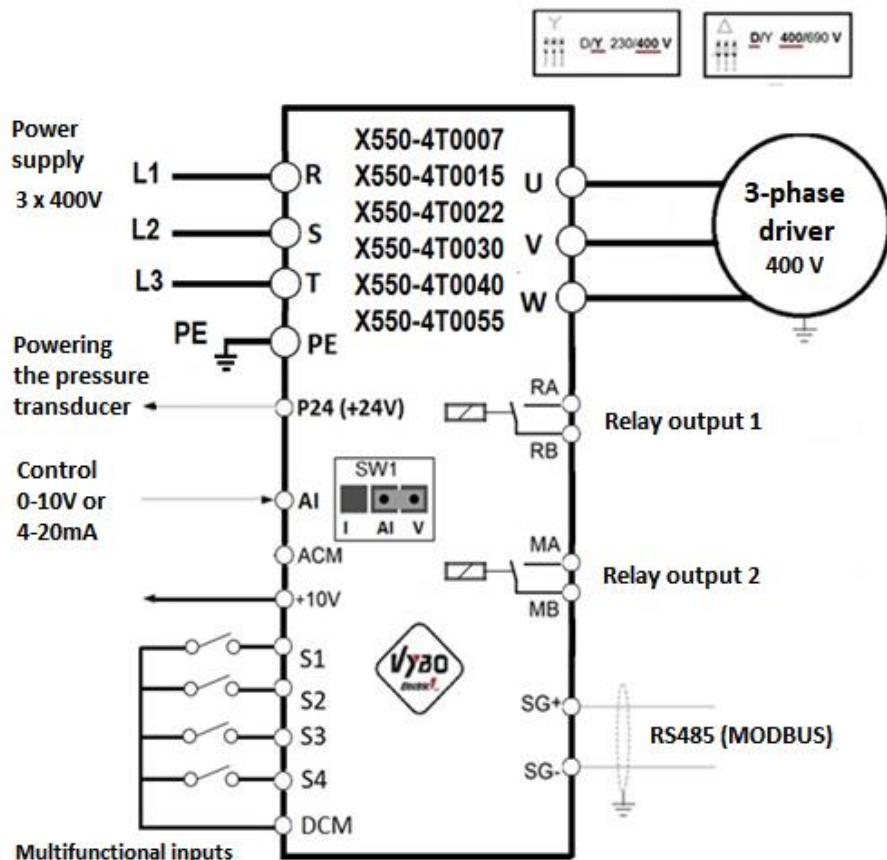 D/Y 230/400 V
D/Y 400/690 V
Power
supply
3 x 400V
L1
L2
L3
PE
R
S
T
PE
X550-4T0007
X550-4T0015
X550-4T0022
X550-4T0030
X550-4T0040
X550-4T0055
U
V
W
3-phase
driver
400 V
Powering
the pressure
transducer
P24 (+24V)
RA
RB
Relay output 1
Control
0-10V or
4-20mA
AI
SW1
I AI V
ACM
+10V
MA
MB
Relay output 2
S1
S2
S3
S4
DCM
VYBO
SG+
SG-
RS485 (MODBUS)
Multifunctional inputs